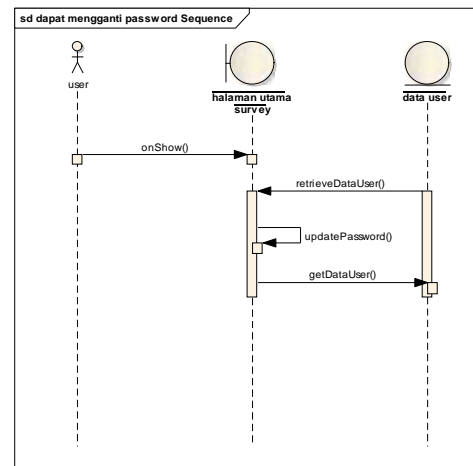 sd dapat mengganti password Sequence
user
halaman utama
survey
data user
onShow()
retrieveDataUser()
updatePassword()
getDataUser()